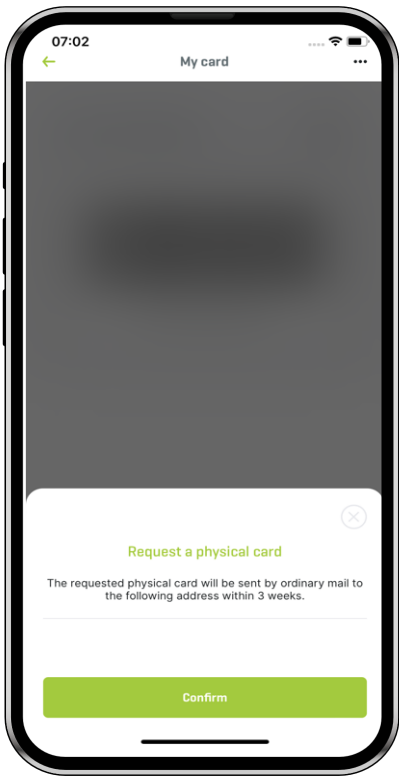 07:02
My card
Request a physical card
The requested physical card will be sent by ordinary mail to
the following address within 3 weeks.
Confirm